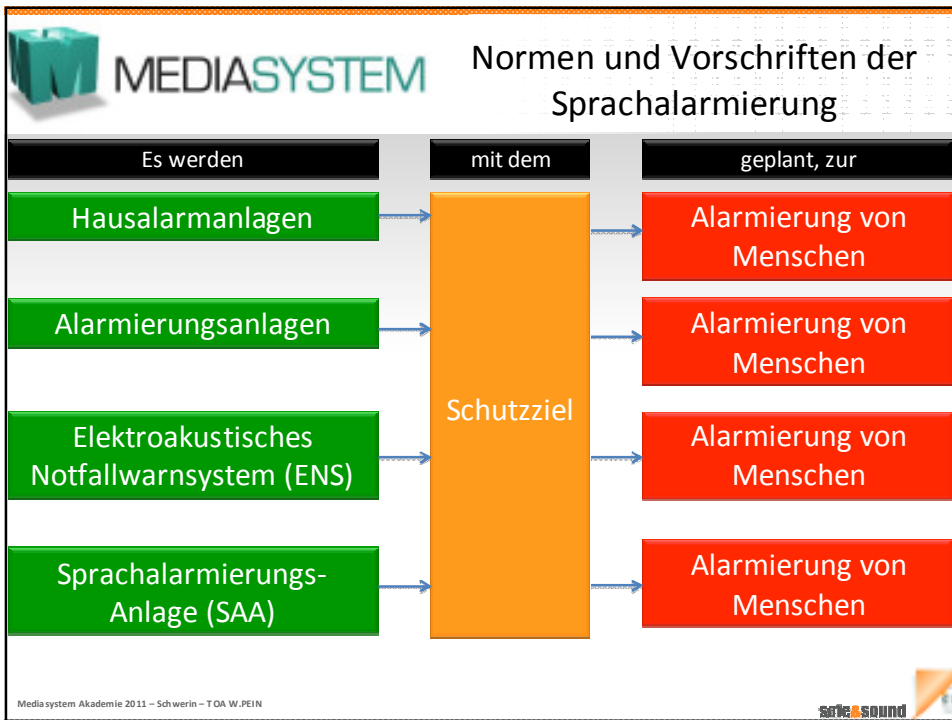 MEDIASYSTEM
Normen und Vorschriften der
Sprachalarmierung
Es werden
mit dem
geplant, zur
Hausalarmanlagen
Alarmierung von
Menschen
Alarmierungsanlagen
Alarmierung von
Menschen
Schutzziel
Elektroakustisches
Notfallwarnsystem (ENS)
Alarmierung von
Menschen
Sprachalarmierungs-
Anlage (SAA)
Alarmierung von
Menschen
Mediasystem Akademie 2011 – Schwerin – TOA W.PEIN
safe&sound